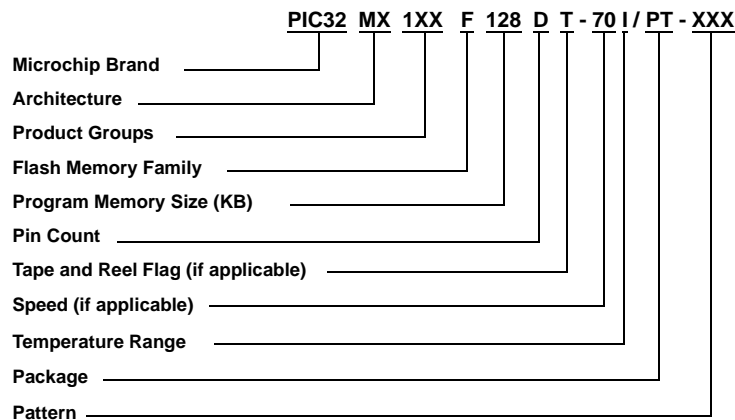 PIC32 MX 1XX F 128 D T - 70 I / PT - XXX
Microchip Brand
Architecture
Product Groups
Flash Memory Family
Program Memory Size (KB)
Pin Count
Tape and Reel Flag (if applicable)
Speed (if applicable)
Temperature Range
Package
Pattern